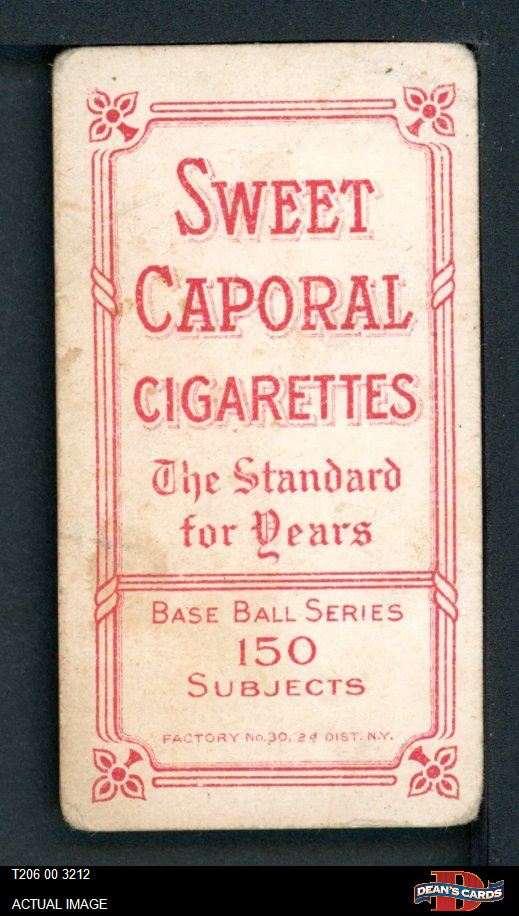 SWEET
CAPORAL
CIGARETTES
The Standard
for Years
BASE BALL SERIES
150
SUBJECTS
FACTORY No. 30, 2d DIST. N.Y.
T206 00 3212
ACTUAL IMAGE
D
DEAN'S CARDS